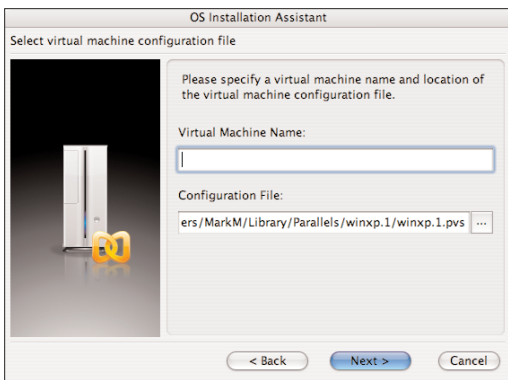 OS Installation Assistant
Select virtual machine configuration file
Please specify a virtual machine name and location of
the virtual machine configuration file.
Virtual Machine Name:
Configuration File:
ers/MarkM/Library/Parallels/winxp.1/winxp.1.pvs ...
< Back Next > Cancel